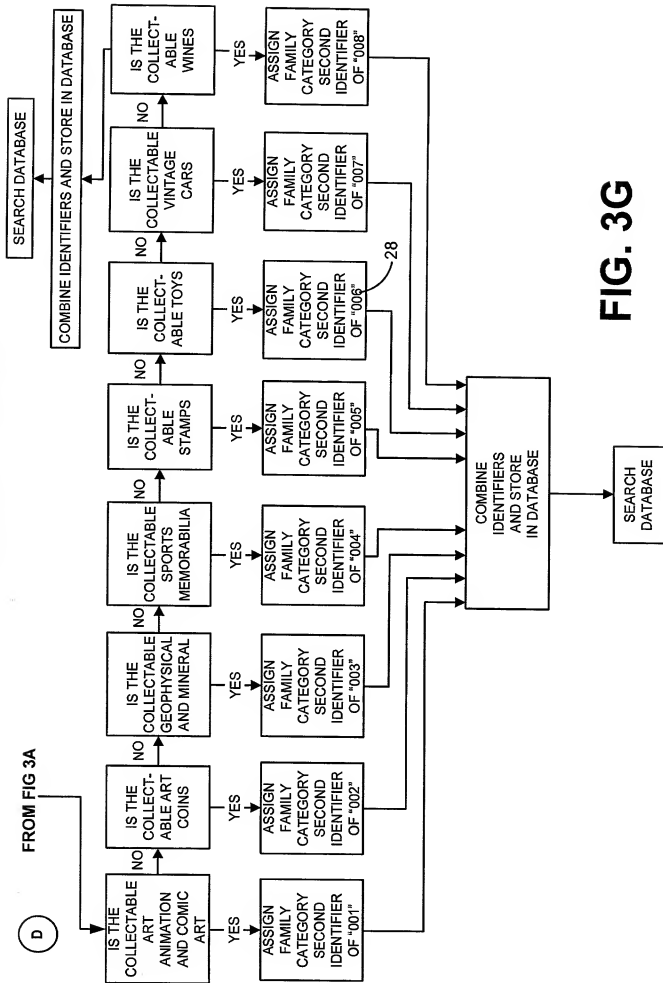 D
FROM FIG 3A
IS THE
COLLECTABLE
ART
ANIMATION
AND COMIC
ART
NO
IS THE
COLLECT-
ABLE ART
COINS
NO
IS THE
COLLECTABLE
GEOPHYSICAL
AND MINERAL
NO
IS THE
COLLECTABLE
SPORTS
MEMORABILIA
NO
IS THE
COLLECT-
ABLE
STAMPS
NO
IS THE
COLLECT-
ABLE TOYS
NO
IS THE
COLLECTABLE
VINTAGE
CARS
NO
IS THE
COLLECT-
ABLE
WINES
COMBINE IDENTIFIERS AND STORE IN DATABASE
SEARCH DATABASE
YES
YES
YES
YES
YES
YES
YES
YES
ASSIGN
FAMILY
CATEGORY
SECOND
IDENTIFIER
OF "001"
ASSIGN
FAMILY
CATEGORY
SECOND
IDENTIFIER
OF "002"
ASSIGN
FAMILY
CATEGORY
SECOND
IDENTIFIER
OF "003"
ASSIGN
FAMILY
CATEGORY
SECOND
IDENTIFIER
OF "004"
ASSIGN
FAMILY
CATEGORY
SECOND
IDENTIFIER
OF "005"
ASSIGN
FAMILY
CATEGORY
SECOND
IDENTIFIER
OF "006"
28
ASSIGN
FAMILY
CATEGORY
SECOND
IDENTIFIER
OF "007"
ASSIGN
FAMILY
CATEGORY
SECOND
IDENTIFIER
OF "008"
COMBINE
IDENTIFIERS
AND STORE
IN DATABASE
SEARCH
DATABASE
FIG. 3G